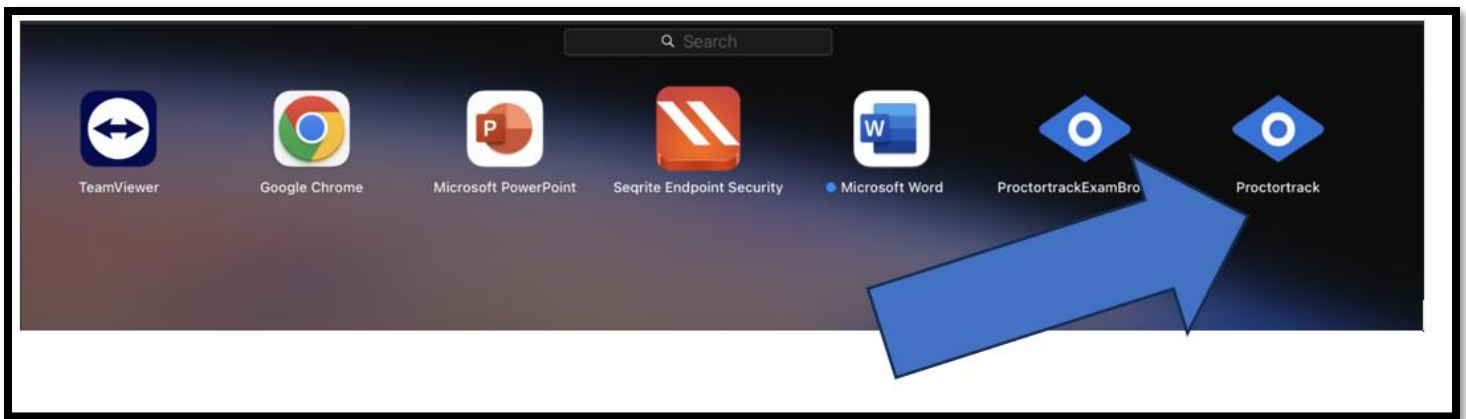 Search
TeamViewer
Google Chrome
Microsoft PowerPoint
Seqrite Endpoint Security
Microsoft Word
ProctortrackExamBro
Proctortrack
P
W